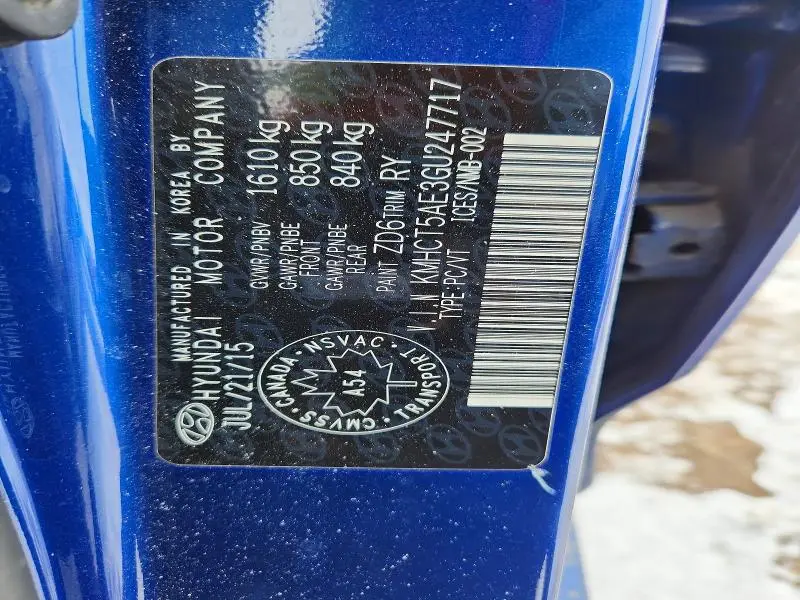 MANUFACTURED IN KOREA BY
HYUNDAI MOTOR COMPANY
JUL/21/15
GVWR/PNBV 1610kg
GAWR/PNBE FRONT 850kg
GAWR/PNBE REAR 840kg
PAINT ZD6 TRIM RY
V.I.N KMHCT5AE3GU247717
TYPE-PC/VT
ICES/NMB-002
CANADA · NSVAC · TRANSPORT · CMVSS
A54